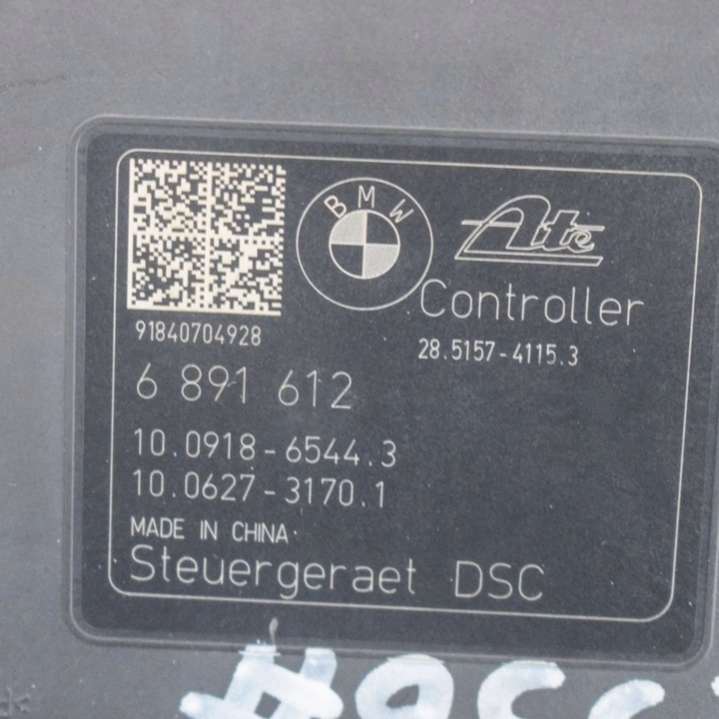 BMW
Ate
Controller
91840704928
28.5157-4115.3
6 891 612
10.0918-6544.3
10.0627-3170.1
MADE IN CHINA
Steuergeraet DSC